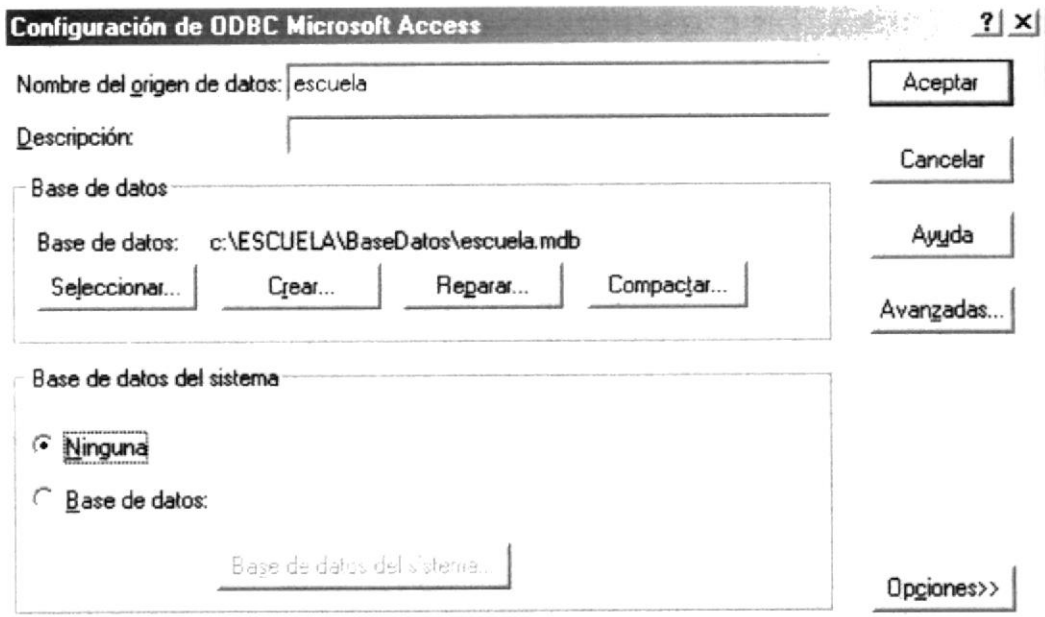 Configuración de ODBC Microsoft Access ? ×
Nombre del origen de datos: escuela Aceptar
Descripción:
Cancelar
Base de datos
Base de datos: c:\ESCUELA\BaseDatos\escuela.mdb Ayuda
Seleccionar... Crear... Reparar... Compactar...
Avanzadas...
Base de datos del sistema
Ninguna
Base de datos:
Base de datos del sistema...
Opciones>>